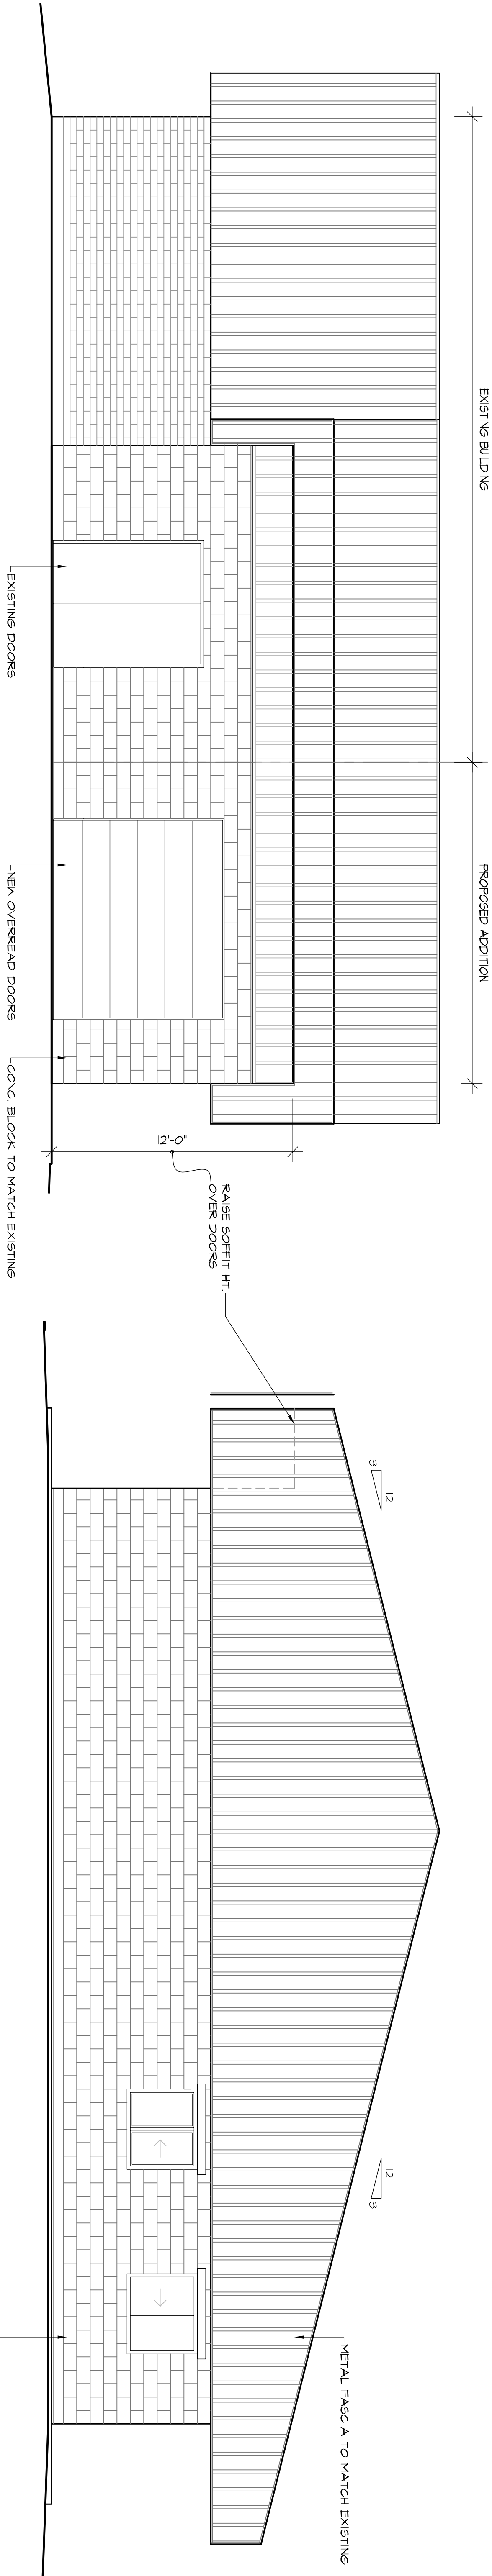 EXISTING BUILDING
PROPOSED ADDITION
EXISTING DOORS
NEW OVERREAD DOORS
CONC. BLOCK TO MATCH EXISTING
12'-0"
RAISE SOFFIT HT.
OVER DOORS
12
3
12
3
METAL FASCIA TO MATCH EXISTING